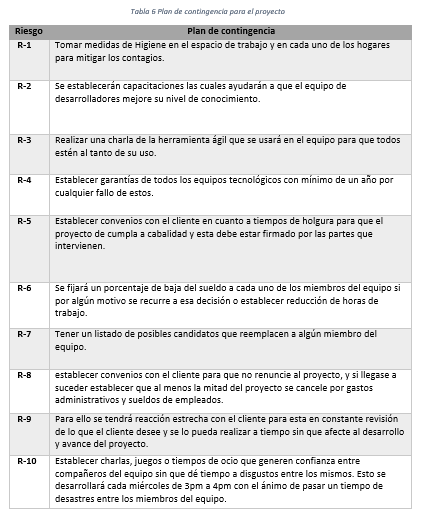 Tabla 6 Plan de contingencia para el proyecto
Riesgo Plan de contingencia
R-1 Tomar medidas de Higiene en el espacio de trabajo y en cada uno de los hogares
para mitigar los contagios.
R-2 Se establecerán capacitaciones las cuales ayudarán a que el equipo de
desarrolladores mejore su nivel de conocimiento.
R-3 Realizar una charla de la herramienta ágil que se usará en el equipo para que todos
estén al tanto de su uso.
R-4 Establecer garantías de todos los equipos tecnológicos con mínimo de un año por
cualquier fallo de estos.
R-5 Establecer convenios con el cliente en cuanto a tiempos de holgura para que el
proyecto de cumpla a cabalidad y esta debe estar firmado por las partes que
intervienen.
R-6 Se fijará un porcentaje de baja del sueldo a cada uno de los miembros del equipo si
por algún motivo se recurre a esa decisión o establecer reducción de horas de
trabajo.
R-7 Tener un listado de posibles candidatos que reemplacen a algún miembro del
equipo.
R-8 establecer convenios con el cliente para que no renuncie al proyecto, y si llegase a
suceder establecer que al menos la mitad del proyecto se cancele por gastos
administrativos y sueldos de empleados.
R-9 Para ello se tendrá reacción estrecha con el cliente para esta en constante revisión
de lo que el cliente desee y se lo pueda realizar a tiempo sin que afecte al desarrollo
y avance del proyecto.
R-10 Establecer charlas, juegos o tiempos de ocio que generen confianza entre
compañeros del equipo sin que dé tiempo a disgustos entre los mismos. Esto se
desarrollará cada miércoles de 3pm a 4pm con el ánimo de pasar un tiempo de
desastres entre los miembros del equipo.